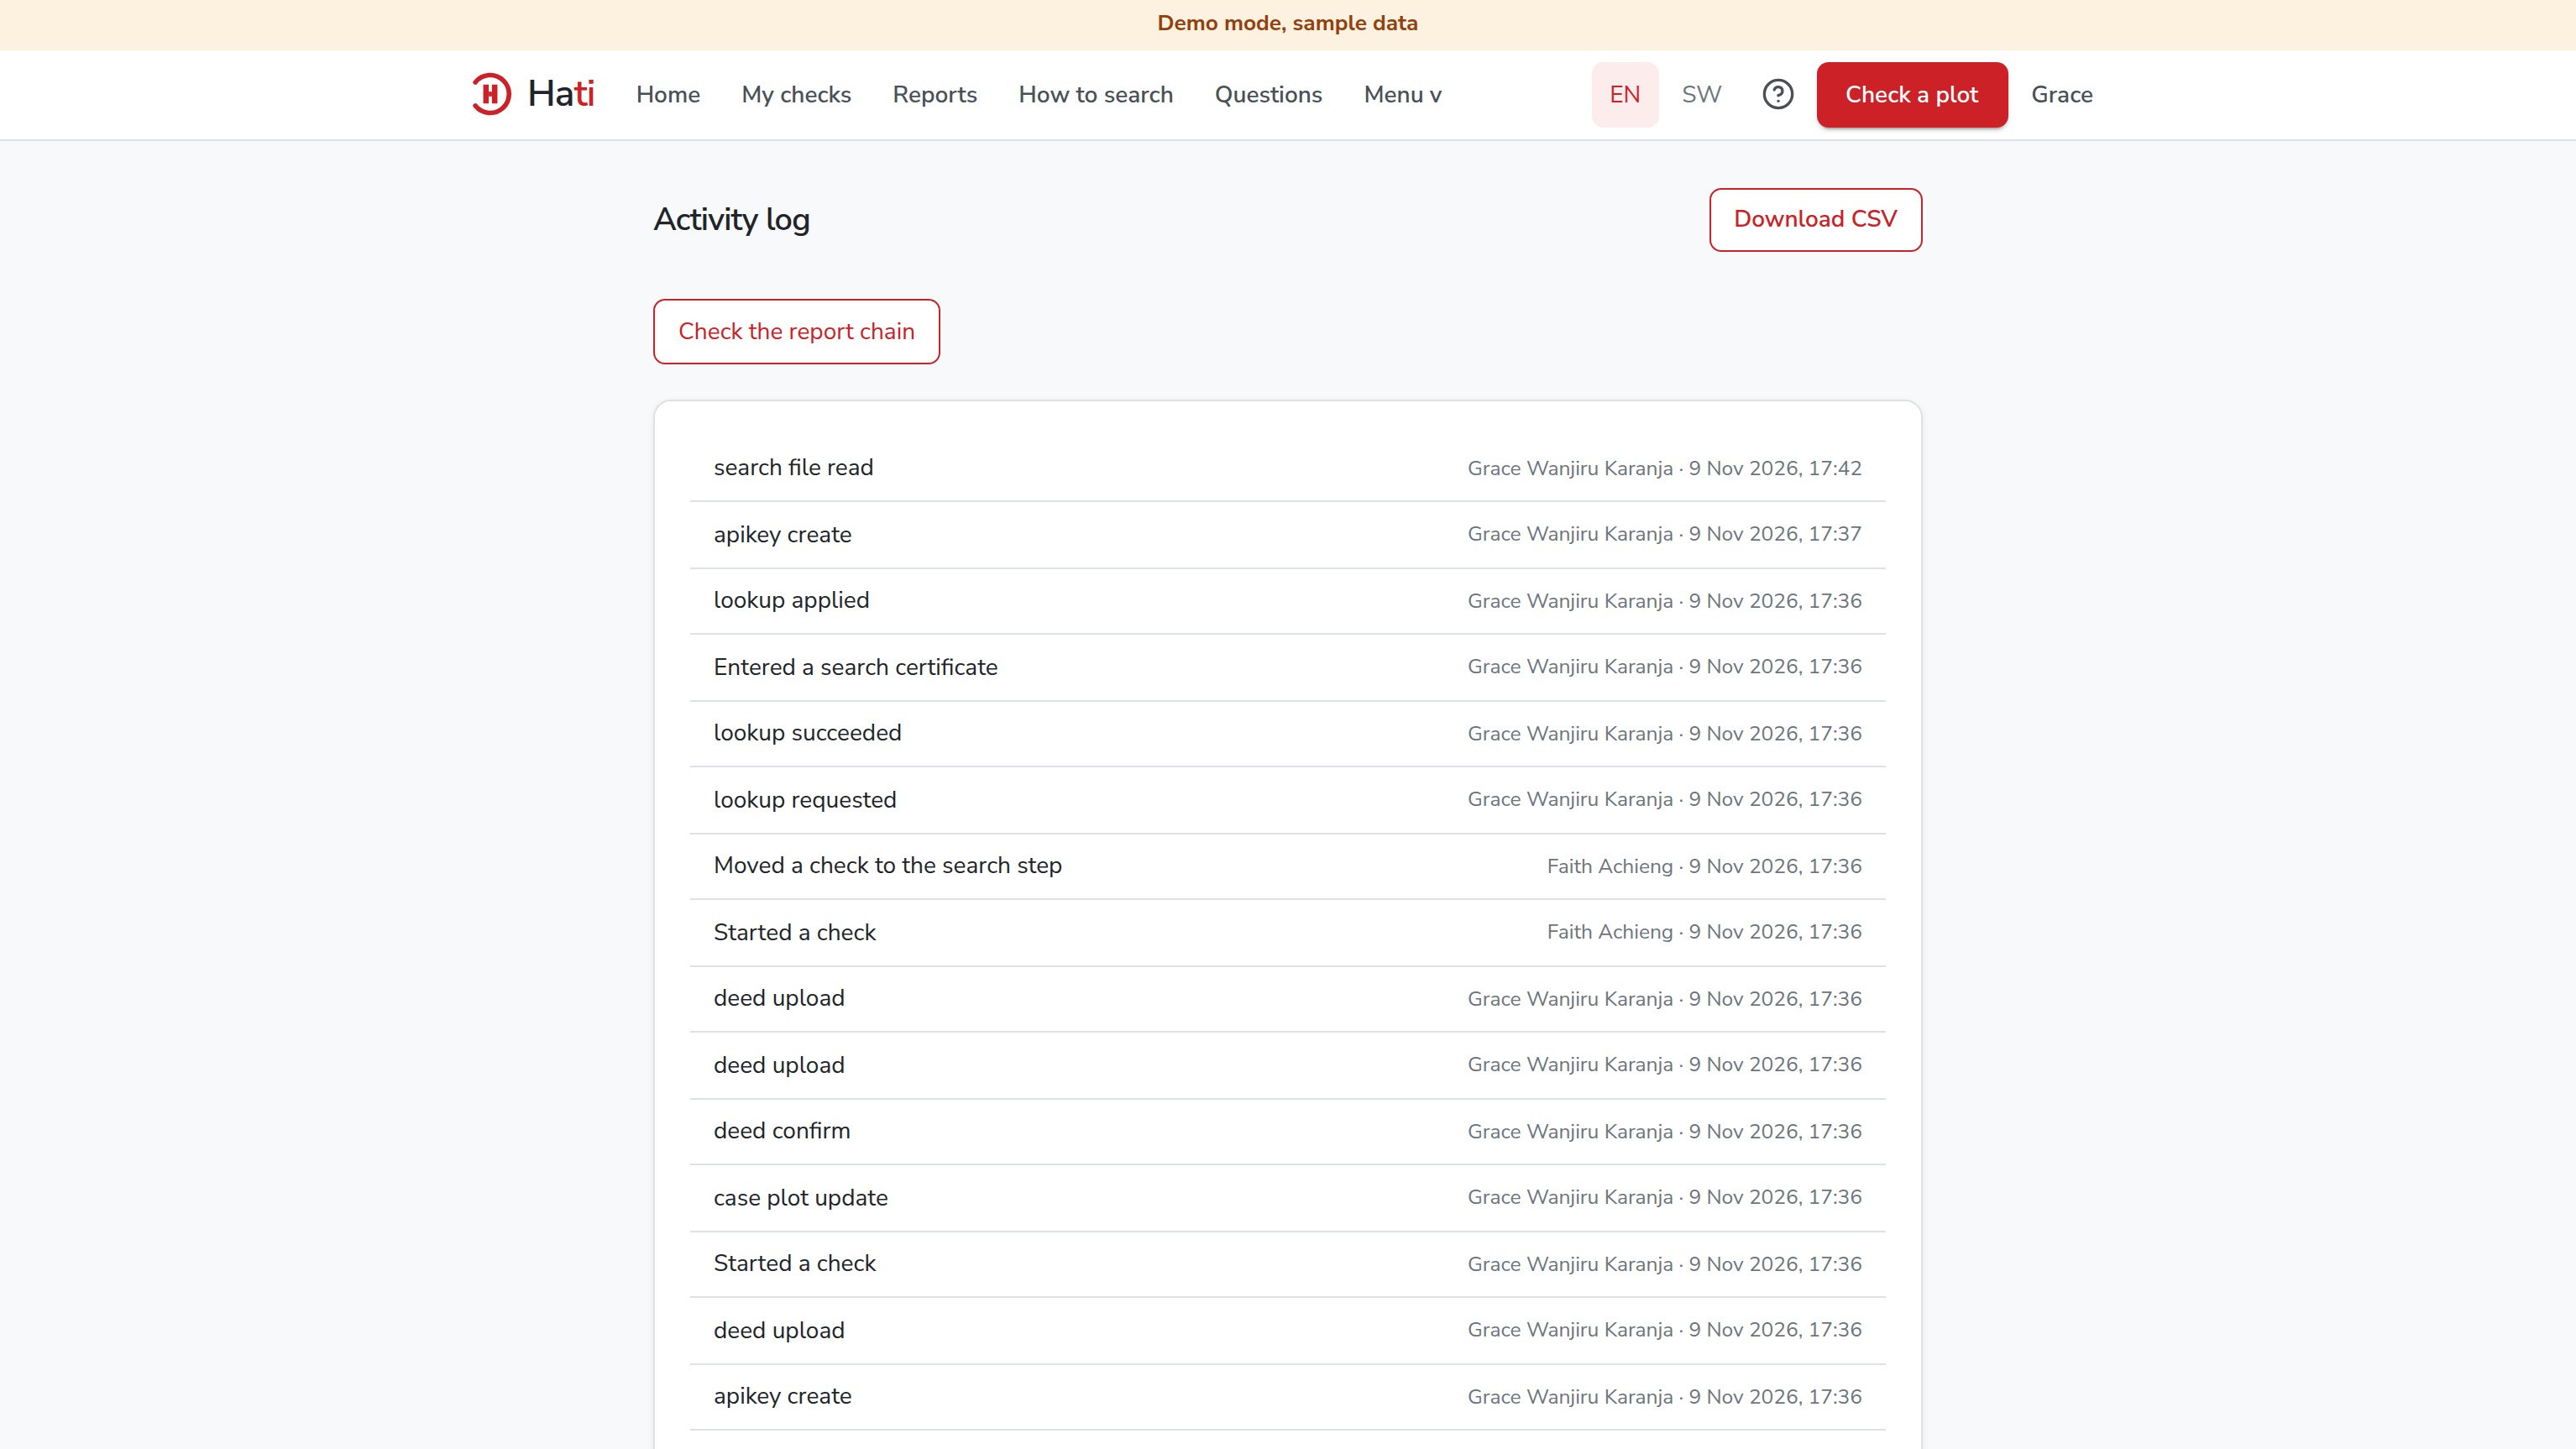 Demo mode, sample data
Hati Home My checks Reports How to search Questions Menu v EN SW ? Check a plot Grace
Activity log Download CSV
Check the report chain
search file read Grace Wanjiru Karanja · 9 Nov 2026, 17:42
apikey create Grace Wanjiru Karanja · 9 Nov 2026, 17:37
lookup applied Grace Wanjiru Karanja · 9 Nov 2026, 17:36
Entered a search certificate Grace Wanjiru Karanja · 9 Nov 2026, 17:36
lookup succeeded Grace Wanjiru Karanja · 9 Nov 2026, 17:36
lookup requested Grace Wanjiru Karanja · 9 Nov 2026, 17:36
Moved a check to the search step Faith Achieng · 9 Nov 2026, 17:36
Started a check Faith Achieng · 9 Nov 2026, 17:36
deed upload Grace Wanjiru Karanja · 9 Nov 2026, 17:36
deed upload Grace Wanjiru Karanja · 9 Nov 2026, 17:36
deed confirm Grace Wanjiru Karanja · 9 Nov 2026, 17:36
case plot update Grace Wanjiru Karanja · 9 Nov 2026, 17:36
Started a check Grace Wanjiru Karanja · 9 Nov 2026, 17:36
deed upload Grace Wanjiru Karanja · 9 Nov 2026, 17:36
apikey create Grace Wanjiru Karanja · 9 Nov 2026, 17:36